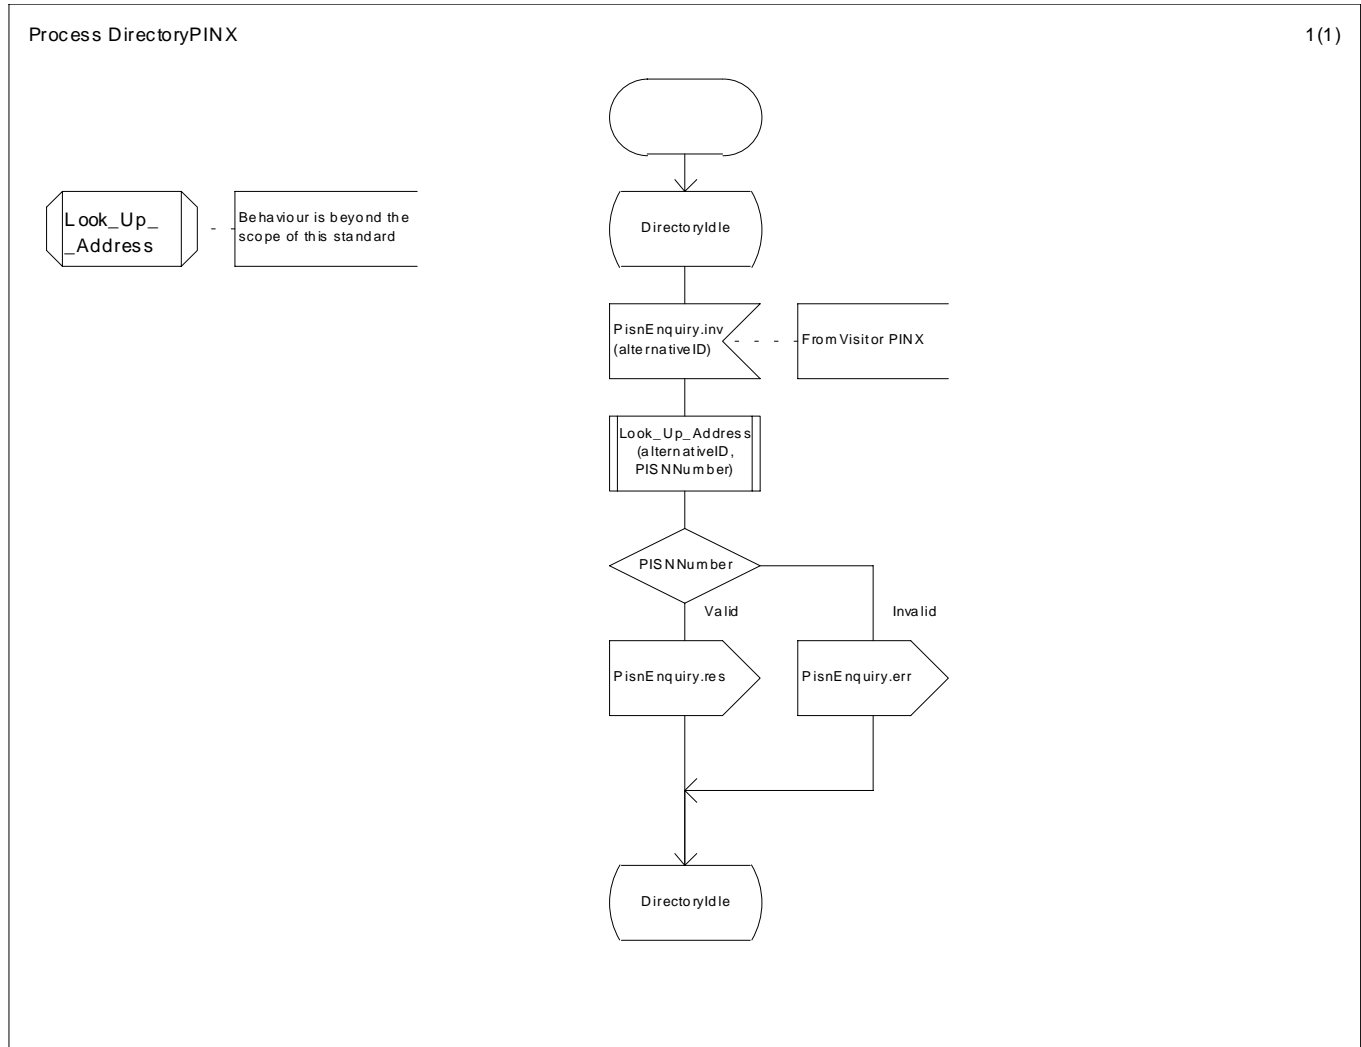 Process DirectoryPINX
1(1)
Look_Up_
_Address
Behaviour is beyond the
scope of this standard
DirectoryIdle
PisnEnquiry.inv
(alternativeID)
From Visitor PINX
Look_Up_Address
(alternativeID,
PISNNumber)
PISNNumber
Valid
Invalid
PisnEnquiry.res
PisnEnquiry.err
DirectoryIdle